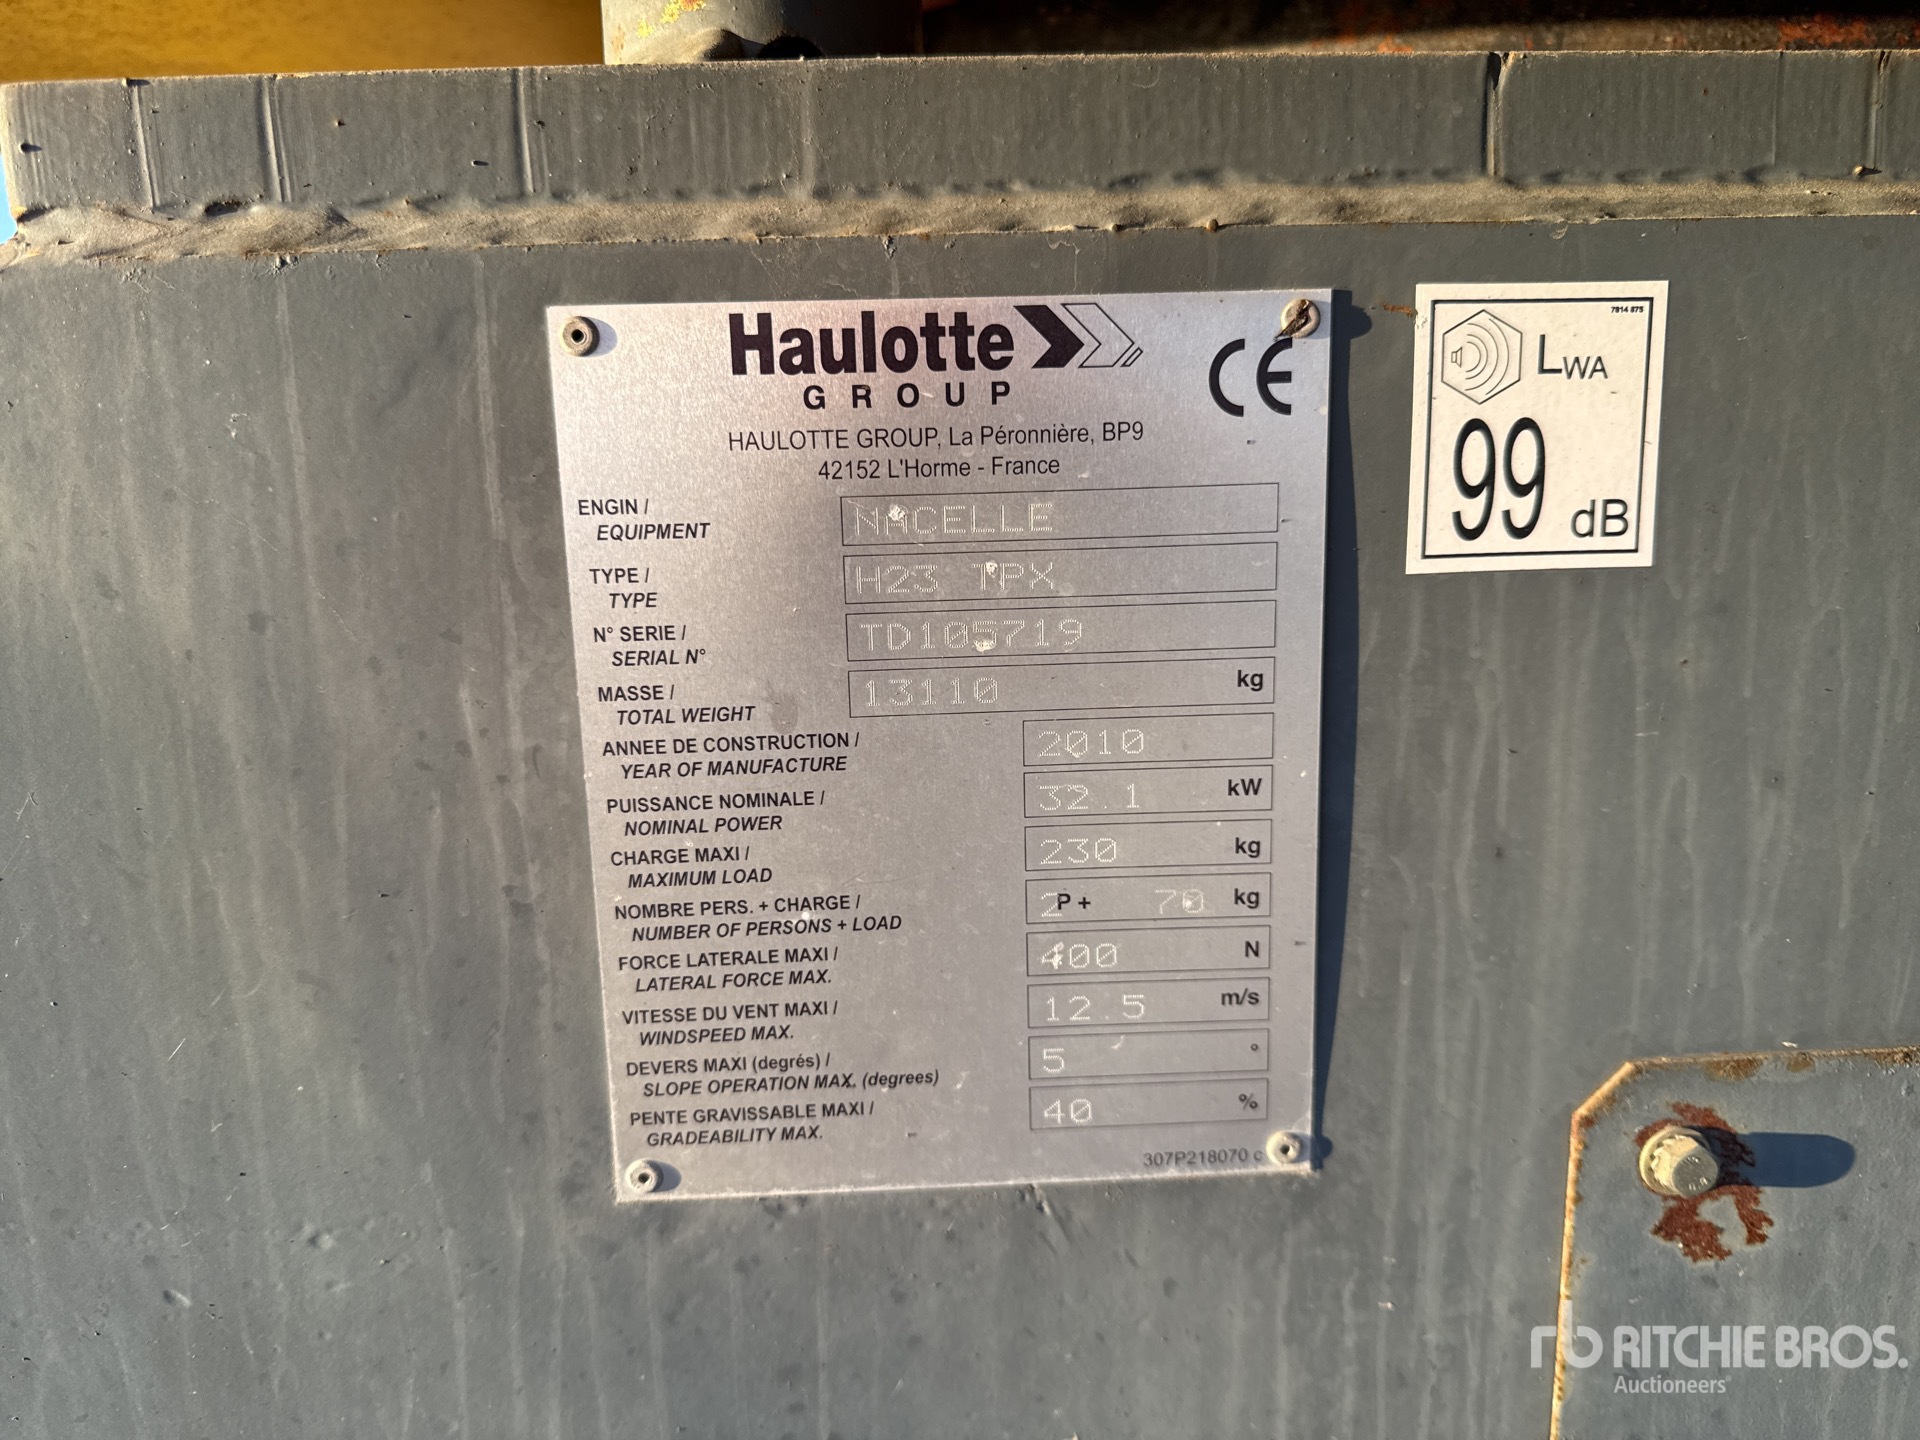 Haulotte
GROUP
CE
HAULOTTE GROUP, La Péronnière, BP9
42152 L'Horme - France
ENGIN /
EQUIPMENT
NACELLE
TYPE /
TYPE
H23 TPX
N° SERIE /
SERIAL N°
TD105719
MASSE /
TOTAL WEIGHT
13110 kg
ANNEE DE CONSTRUCTION /
YEAR OF MANUFACTURE
2010
PUISSANCE NOMINALE /
NOMINAL POWER
32.1 kW
CHARGE MAXI /
MAXIMUM LOAD
230 kg
NOMBRE PERS. + CHARGE /
NUMBER OF PERSONS + LOAD
2P+ 70 kg
FORCE LATERALE MAXI /
LATERAL FORCE MAX.
400 N
VITESSE DU VENT MAXI /
WINDSPEED MAX.
12.5 m/s
DEVERS MAXI (degrés) /
SLOPE OPERATION MAX. (degrees)
5 °
PENTE GRAVISSABLE MAXI /
GRADEABILITY MAX.
40 %
307P218070 c
7814 875
LWA
99 dB
rb RITCHIE BROS.
Auctioneers